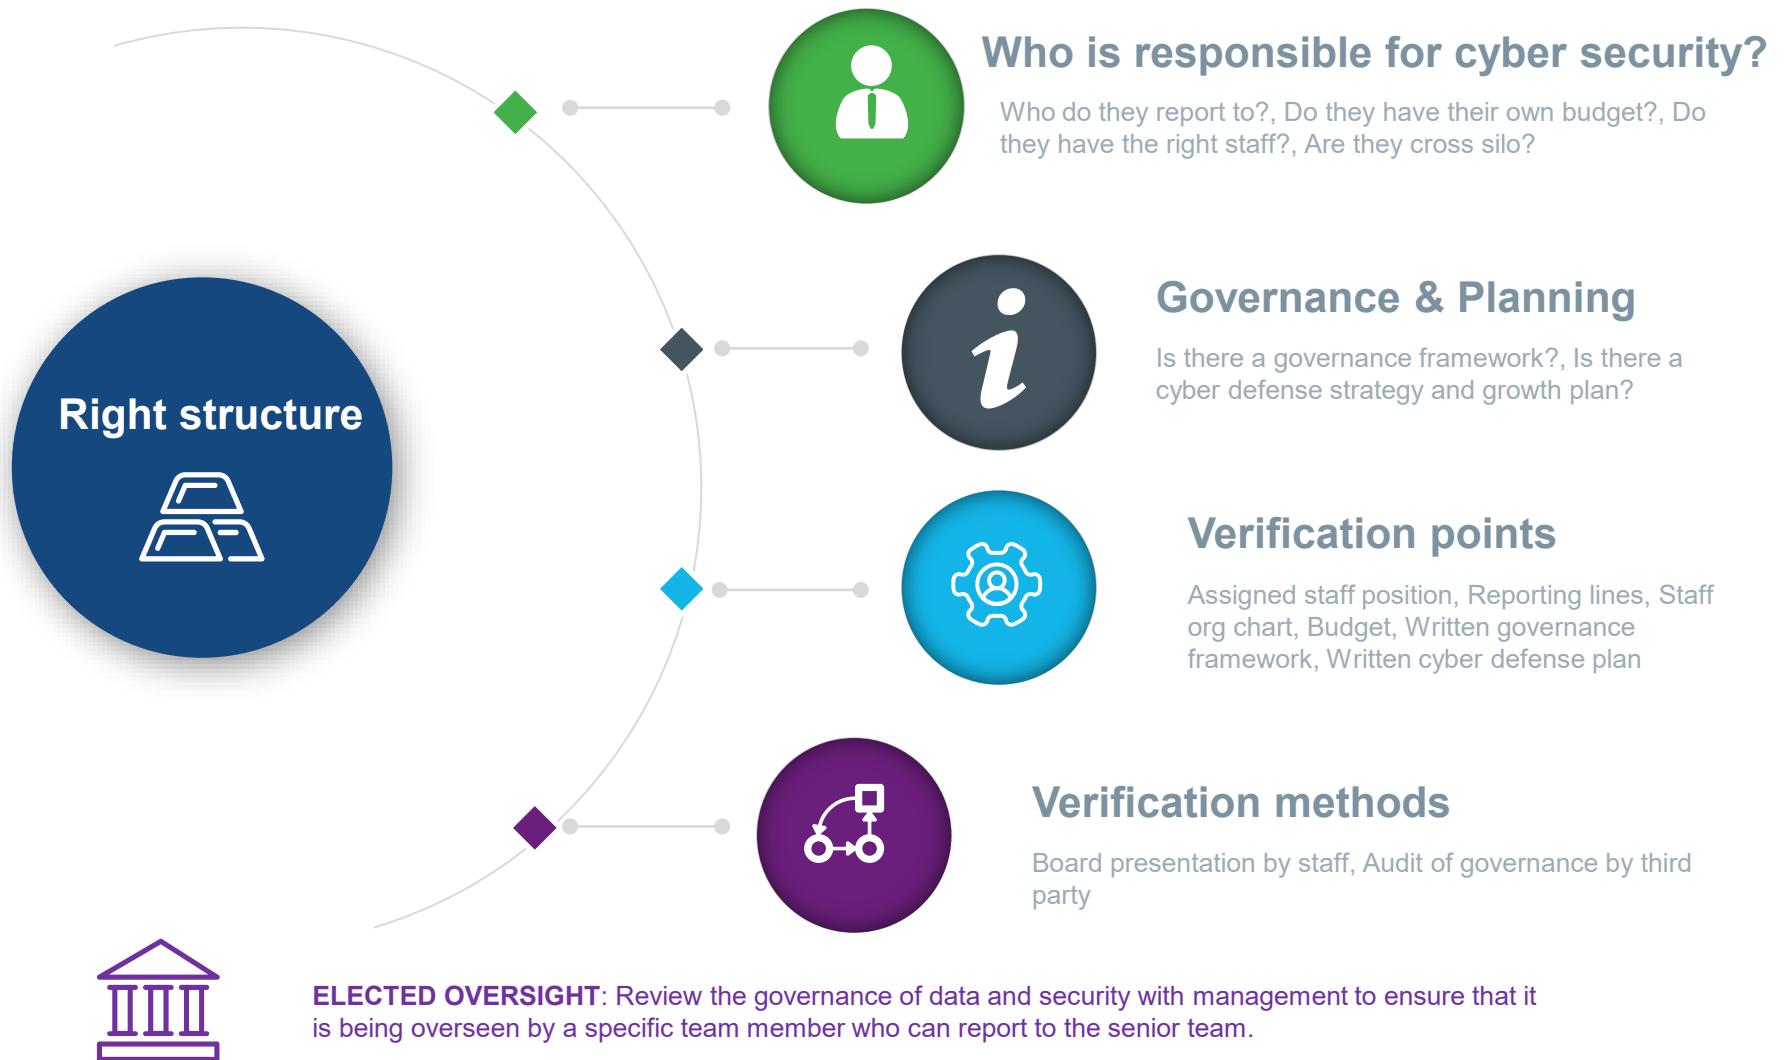 Who is responsible for cyber security?
Who do they report to?, Do they have their own budget?, Do
they have the right staff?, Are they cross silo?
Governance & Planning
Is there a governance framework?, Is there a
cyber defense strategy and growth plan?
Right structure
Verification points
Assigned staff position, Reporting lines, Staff
org chart, Budget, Written governance
framework, Written cyber defense plan
Verification methods
Board presentation by staff, Audit of governance by third
party
ELECTED OVERSIGHT: Review the governance of data and security with management to ensure that it
is being overseen by a specific team member who can report to the senior team.